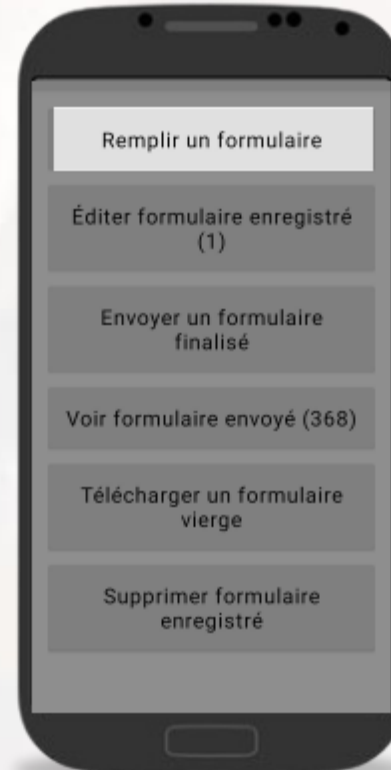 Remplir un formulaire
Éditer formulaire enregistré
(1)
Envoyer un formulaire
finalisé
Voir formulaire envoyé (368)
Télécharger un formulaire
vierge
Supprimer formulaire
enregistré